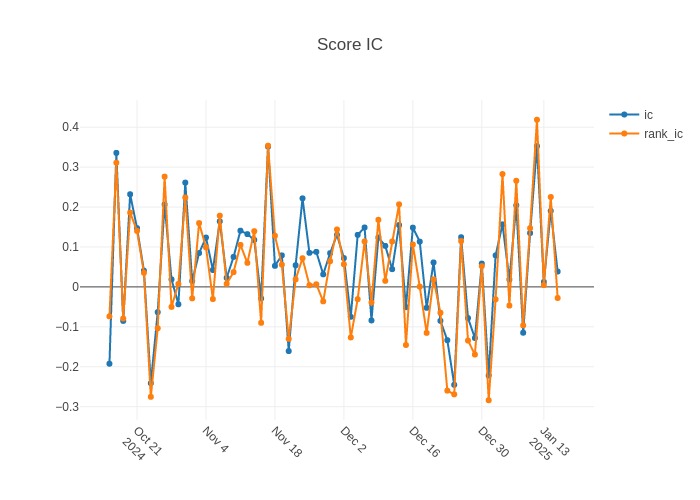 Score IC
ic
rank_ic
0.4
0.3
0.2
0.1
0
−0.1
−0.2
−0.3
Oct 21
2024
Nov 4
Nov 18
Dec 2
Dec 16
Dec 30
Jan 13
2025